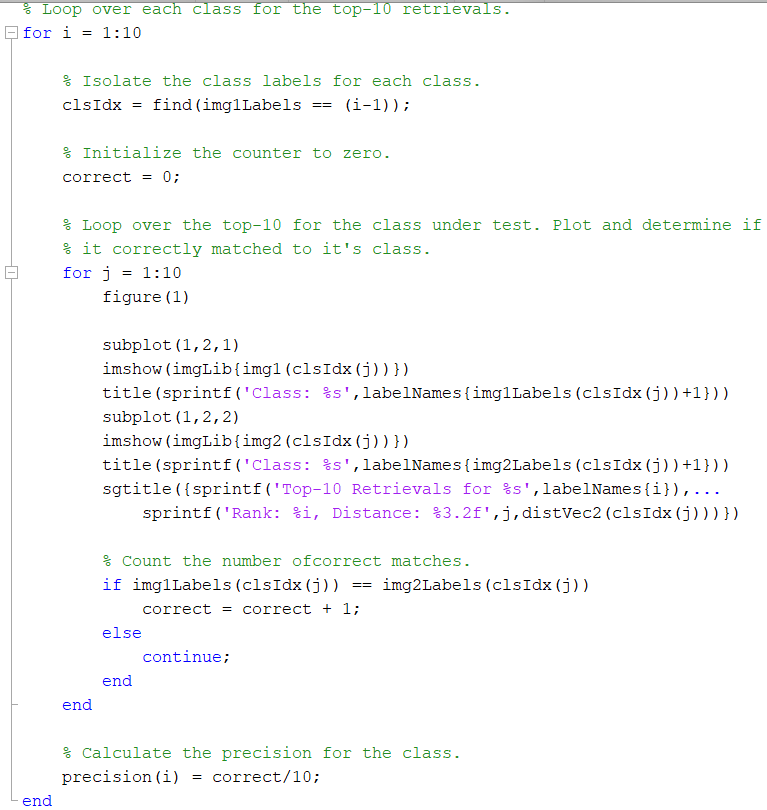 % Loop over each class for the top-10 retrievals.
for i = 1:10
% Isolate the class labels for each class.
clsIdx = find(img1Labels == (i-1));
% Initialize the counter to zero.
correct = 0;
% Loop over the top-10 for the class under test. Plot and determine if
% it correctly matched to it's class.
for j = 1:10
figure(1)
subplot(1,2,1)
imshow(imgLib{img1(clsIdx(j))})
title(sprintf('Class: %s',labelNames{img1Labels(clsIdx(j))+1}))
subplot(1,2,2)
imshow(imgLib{img2(clsIdx(j))})
title(sprintf('Class: %s',labelNames{img2Labels(clsIdx(j))+1}))
sgtitle({sprintf('Top-10 Retrievals for %s',labelNames{i}),...
sprintf('Rank: %i, Distance: %3.2f',j,distVec2(clsIdx(j)))})
% Count the number ofcorrect matches.
if img1Labels(clsIdx(j)) == img2Labels(clsIdx(j))
correct = correct + 1;
else
continue;
end
end
% Calculate the precision for the class.
precision(i) = correct/10;
end